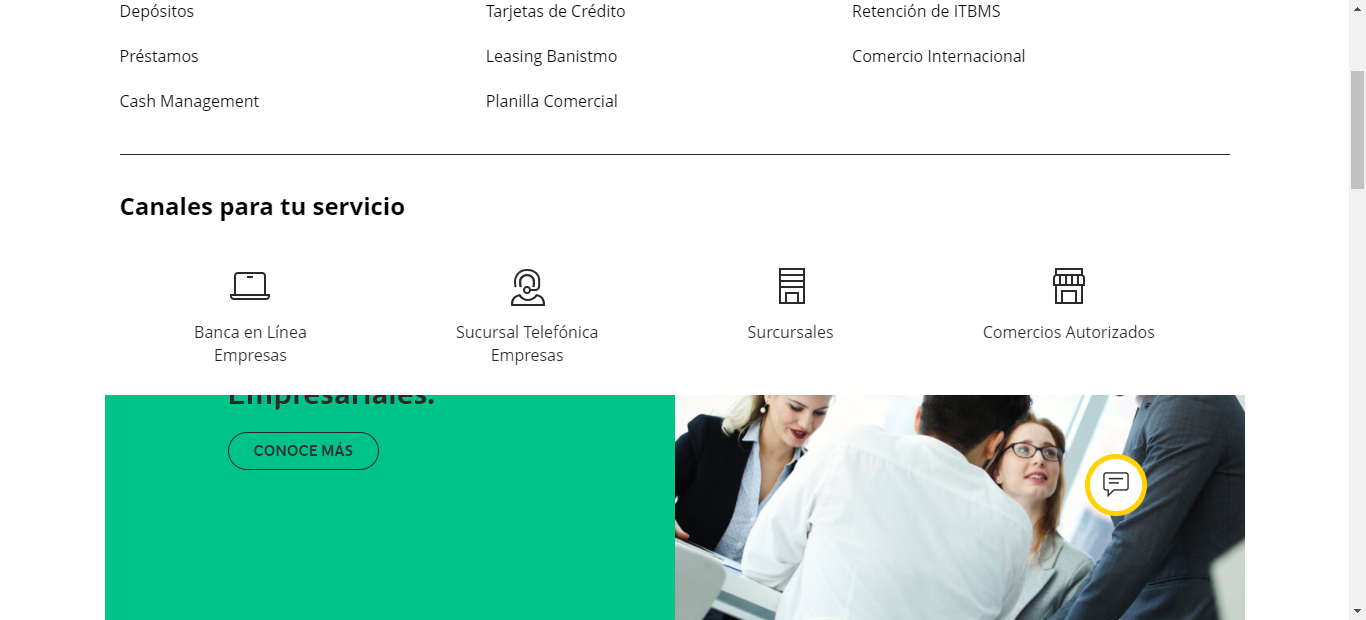 Depósitos
Tarjetas de Crédito
Retención de ITBMS
Préstamos
Leasing Banistmo
Comercio Internacional
Cash Management
Planilla Comercial
Canales para tu servicio
Banca en Línea
Empresas
Sucursal Telefónica
Empresas
Surcursales
Comercios Autorizados
Empresariales.
CONOCE MÁS